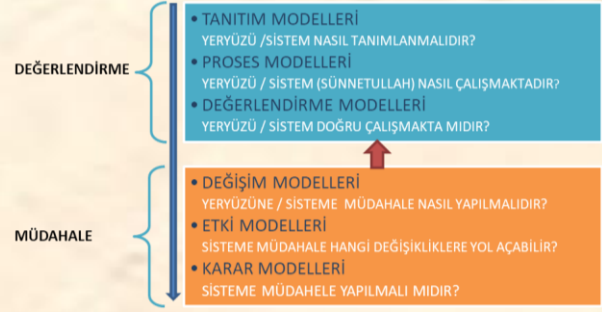 DEĞERLENDİRME
• TANITIM MODELLERİ
YERYÜZÜ /SİSTEM NASIL TANIMLANMALIDIR?
• PROSES MODELLERİ
YERYÜZÜ / SİSTEM (SÜNNETULLAH) NASIL ÇALIŞMAKTADIR?
• DEĞERLENDİRME MODELLERİ
YERYÜZÜ / SİSTEM DOĞRU ÇALIŞMAKTA MIDIR?
MÜDAHALE
• DEĞİŞİM MODELLERİ
YERYÜZÜNE / SİSTEME MÜDAHALE NASIL YAPILMALIDIR?
• ETKİ MODELLERİ
SİSTEME MÜDAHALE HANGİ DEĞİŞİKLİKLERE YOL AÇABİLİR?
• KARAR MODELLERİ
SİSTEME MÜDAHELE YAPILMALI MIDIR?